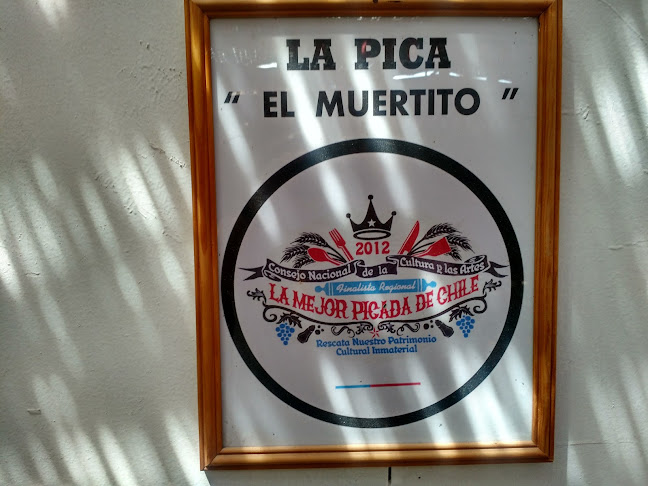 LA PICA
" EL MUERTITO "
2012
Consejo Nacional de la Cultura y las Artes
Finalista Regional
LA MEJOR PICADA DE CHILE
Rescata Nuestro Patrimonio
Cultural Inmaterial